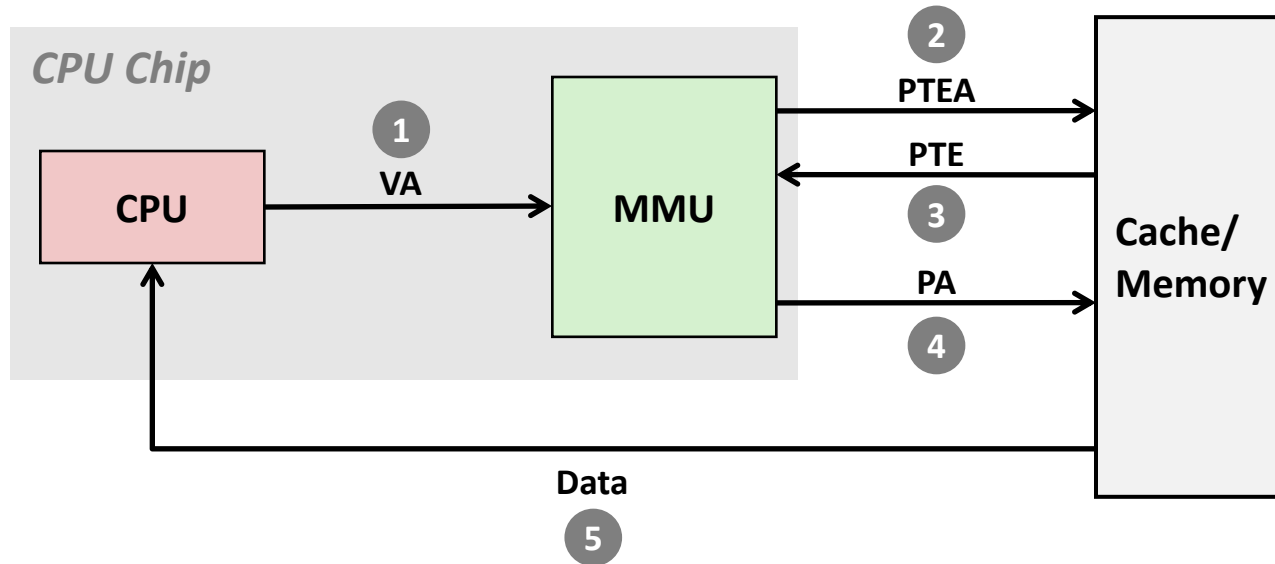 CPU Chip
2
PTEA
1
VA
PTE
CPU
MMU
3
Cache/
Memory
PA
4
Data
5